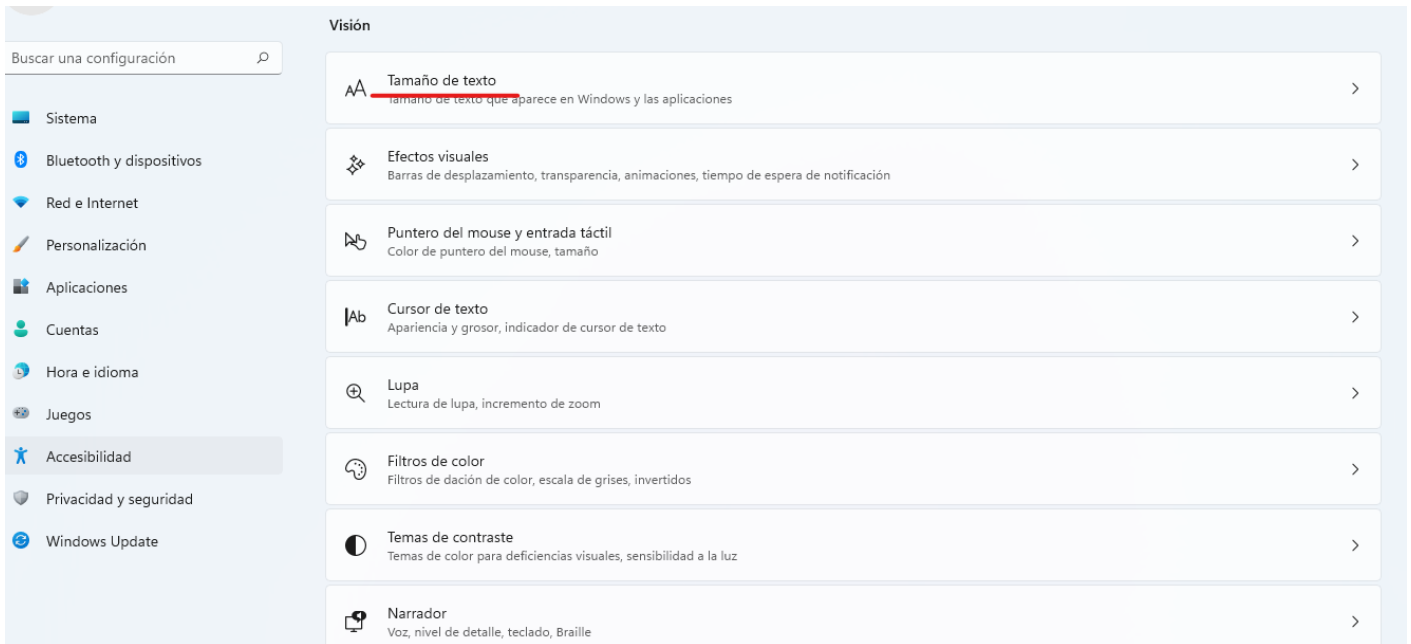 Visión
Buscar una configuración
Sistema
Bluetooth y dispositivos
Red e Internet
Personalización
Aplicaciones
Cuentas
Hora e idioma
Juegos
Accesibilidad
Privacidad y seguridad
Windows Update
Tamaño de texto
Tamaño de texto que aparece en Windows y las aplicaciones
Efectos visuales
Barras de desplazamiento, transparencia, animaciones, tiempo de espera de notificación
Puntero del mouse y entrada táctil
Color de puntero del mouse, tamaño
Ab
Cursor de texto
Apariencia y grosor, indicador de cursor de texto
Lupa
Lectura de lupa, incremento de zoom
Filtros de color
Filtros de dación de color, escala de grises, invertidos
Temas de contraste
Temas de color para deficiencias visuales, sensibilidad a la luz
Narrador
Voz, nivel de detalle, teclado, Braille